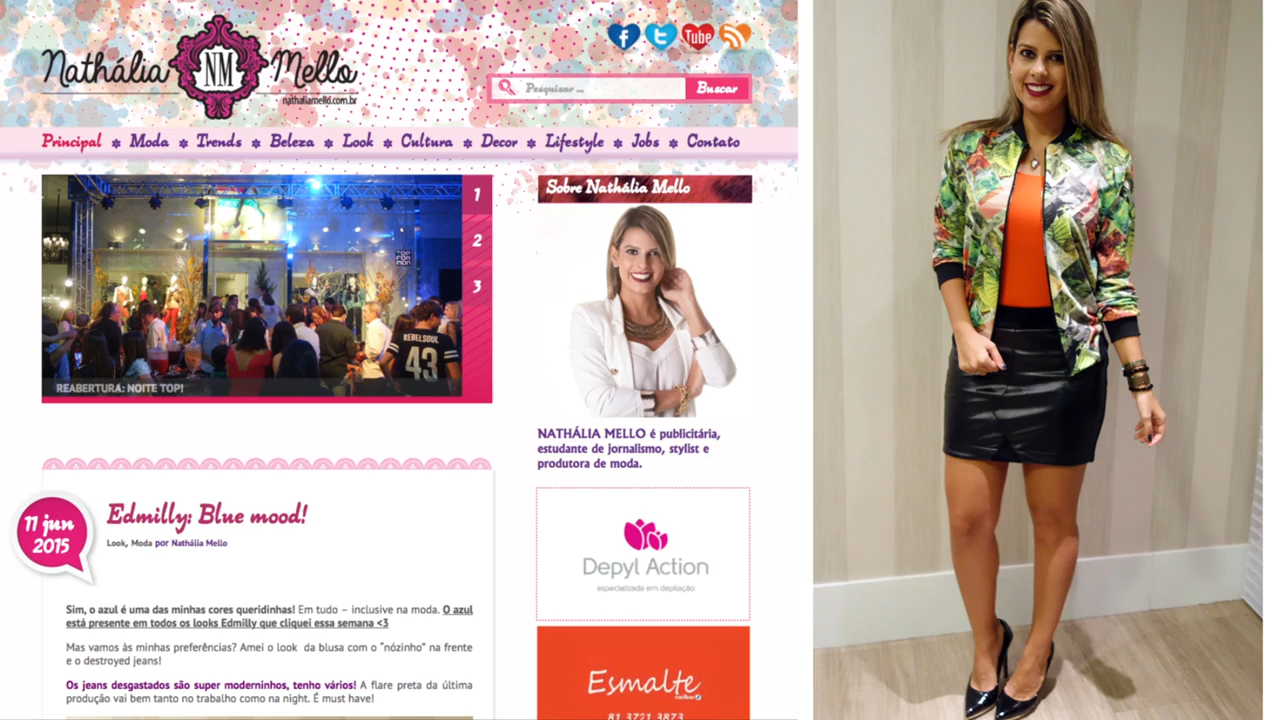 Nathália NM Mello
nathaliamello.com.br
f t You Tube
Pesquisar ...
Buscar
Principal Moda Trends Beleza Look Cultura Decor Lifestyle Jobs Contato
1
2
3
REBELSOUL
43
REABERTURA: NOITE TOP!
Sobre Nathália Mello
NATHÁLIA MELLO é publicitária,
estudante de jornalismo, stylist e
produtora de moda.
11 jun
2015
Edmilly: Blue mood!
Look, Moda por Nathália Mello
Sim, o azul é uma das minhas cores queridinhas! Em tudo – inclusive na moda. O azul
está presente em todos os looks Edmilly que cliquei essa semana <3
Mas vamos às minhas preferências? Amei o look da blusa com o "nózinho" na frente
e o destroyed jeans!
Os jeans desgastados são super moderninhos, tenho vários! A flare preta da última
produção vai bem tanto no trabalho como na night. É must have!
Depyl Action
especializada em depilação
Esmalte
81 3721 3873